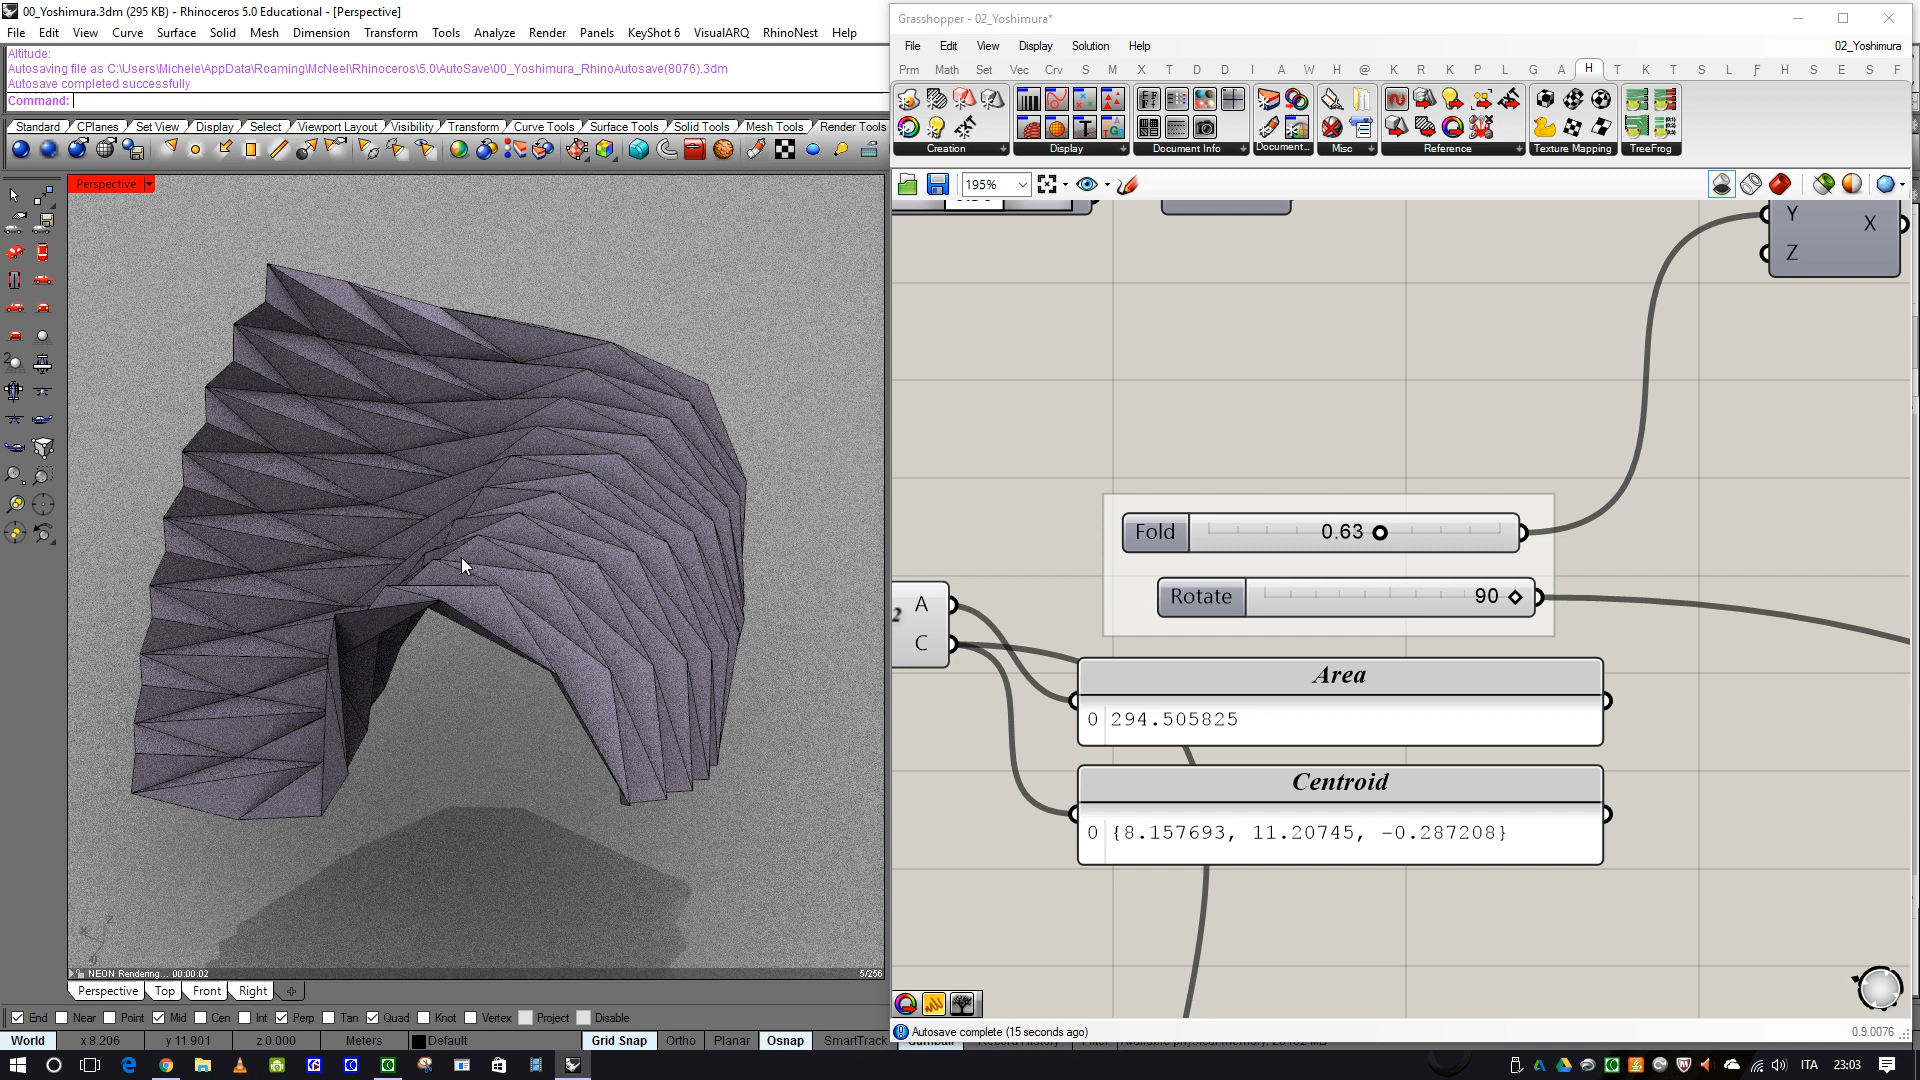 00_Yoshimura.3dm (295 KB) - Rhinoceros 5.0 Educational - [Perspective]
File Edit View Curve Surface Solid Mesh Dimension Transform Tools Analyze Render Panels KeyShot 6 VisualARQ RhinoNest Help
Altitude:
Autosaving file as C:\Users\Michele\AppData\Roaming\McNeel\Rhinoceros\5.0\AutoSave\00_Yoshimura_RhinoAutosave(8076).3dm
Autosave completed successfully
Command:
Standard CPlanes Set View Display Select Viewport Layout Visibility Transform Curve Tools Surface Tools Solid Tools Mesh Tools Render Tools
Perspective
NEON Rendering... 00:00:02
5/256
Perspective Top Front Right
End Near Point Mid Cen Int Perp Tan Quad Knot Vertex Project Disable
World x 8.206 y 11.901 z 0.000 Meters Default Grid Snap Ortho Planar Osnap SmartTrack
Grasshopper - 02_Yoshimura*
File Edit View Display Solution Help
02_Yoshimura
Prm Math Set Vec Crv S M X T D D I A W H @ K R K P L G A H T K T S L F H S E S F
Creation Display Document Info Document... Misc Reference Texture Mapping TreeFrog
195%
Y
Z
X
Fold 0.63
Rotate 90
A
C
Area
0 294.505825
Centroid
0 {8.157693, 11.20745, -0.287208}
Autosave complete (15 seconds ago)
0.9.0076
ITA 23:03